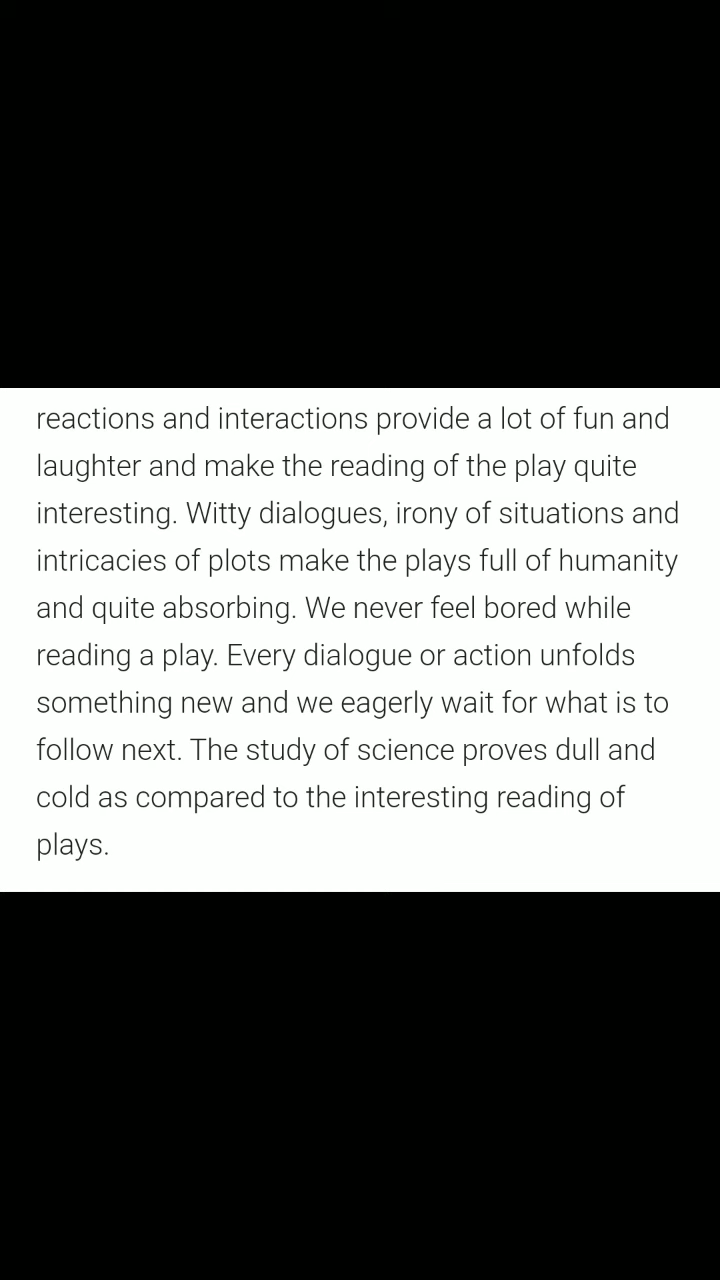 reactions and interactions provide a lot of fun and
laughter and make the reading of the play quite
interesting. Witty dialogues, irony of situations and
intricacies of plots make the plays full of humanity
and quite absorbing. We never feel bored while
reading a play. Every dialogue or action unfolds
something new and we eagerly wait for what is to
follow next. The study of science proves dull and
cold as compared to the interesting reading of
plays.